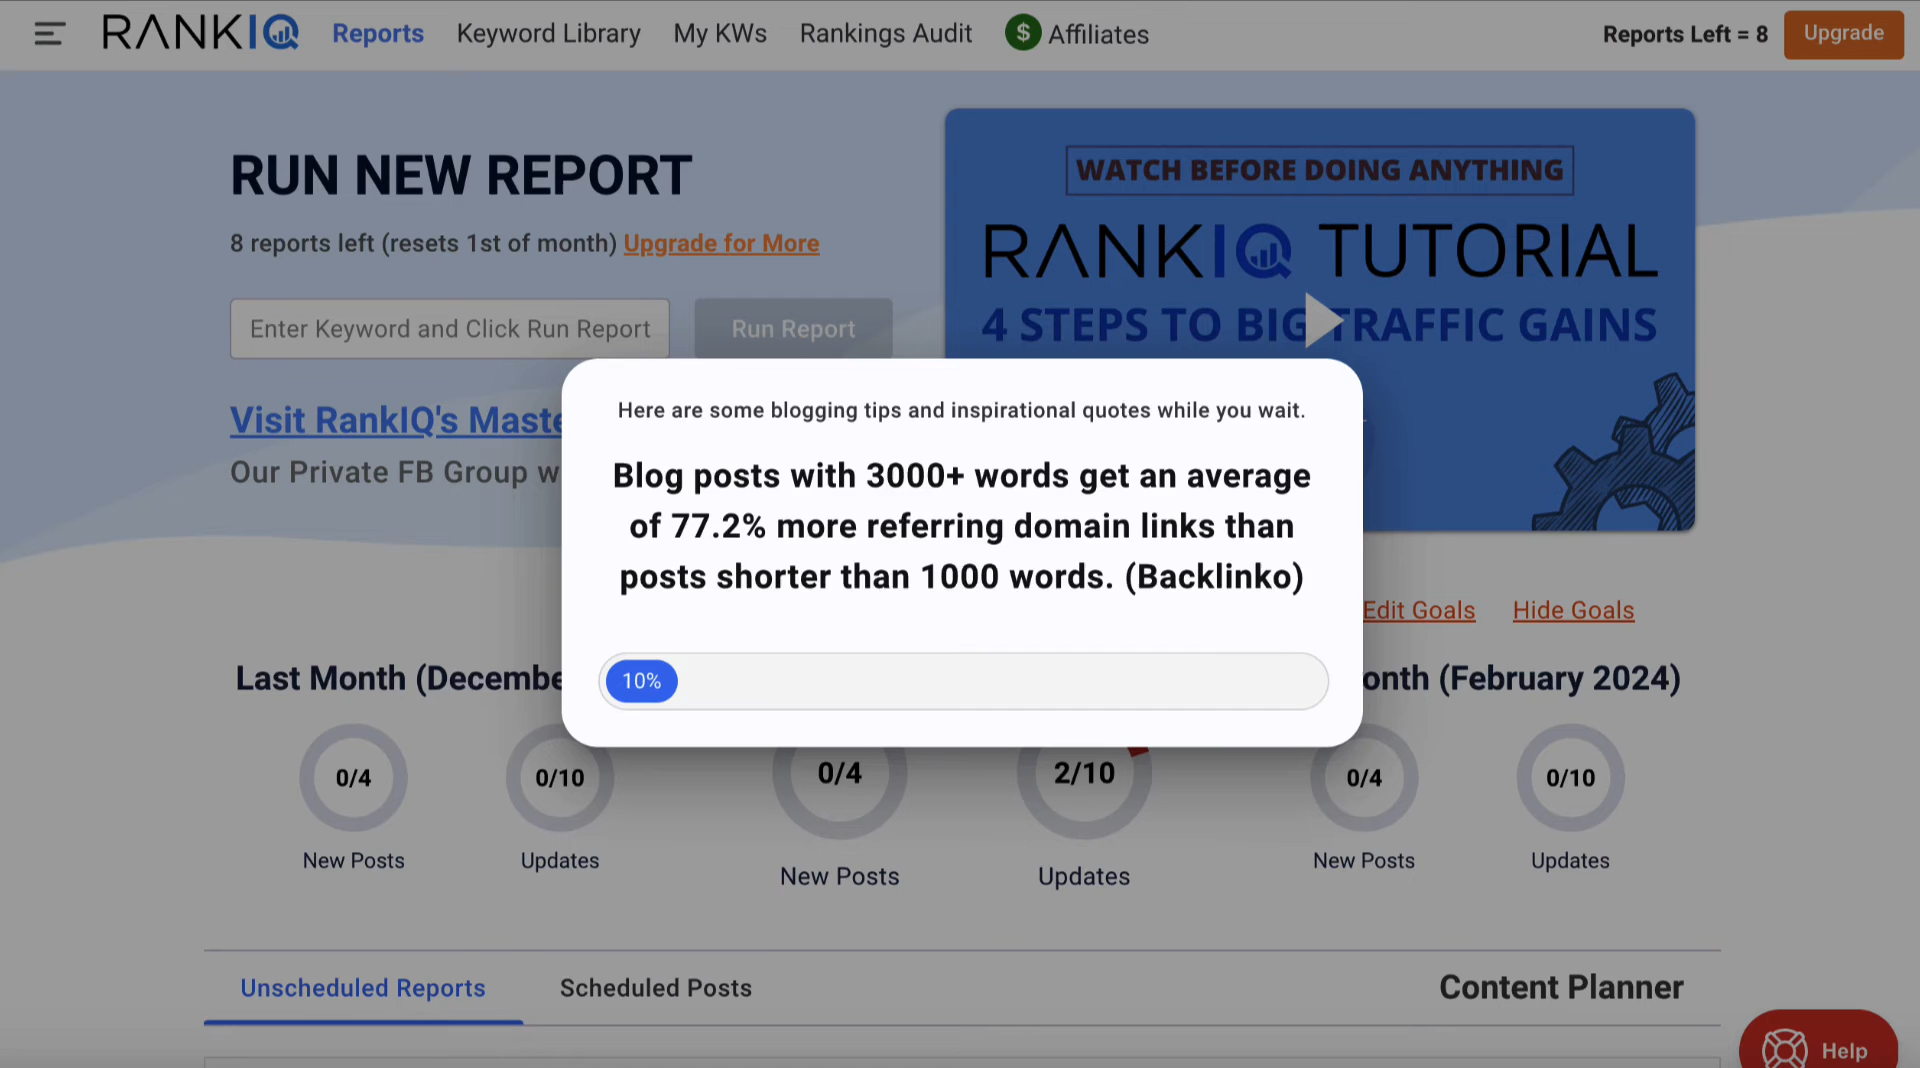 RANKIQ Reports Keyword Library My KWs Rankings Audit $ Affiliates Reports Left = 8 Upgrade
RUN NEW REPORT
8 reports left (resets 1st of month) Upgrade for More
Enter Keyword and Click Run Report Run Report
Visit RankIQ's Maste
Our Private FB Group w
WATCH BEFORE DOING ANYTHING
RANKIQ TUTORIAL
4 STEPS TO BIG TRAFFIC GAINS
Here are some blogging tips and inspirational quotes while you wait.
Blog posts with 3000+ words get an average
of 77.2% more referring domain links than
posts shorter than 1000 words. (Backlinko)
10%
Edit Goals Hide Goals
Last Month (Decembe
onth (February 2024)
0/4 0/10 0/4 2/10 0/4 0/10
New Posts Updates New Posts Updates New Posts Updates
Unscheduled Reports Scheduled Posts Content Planner
Help